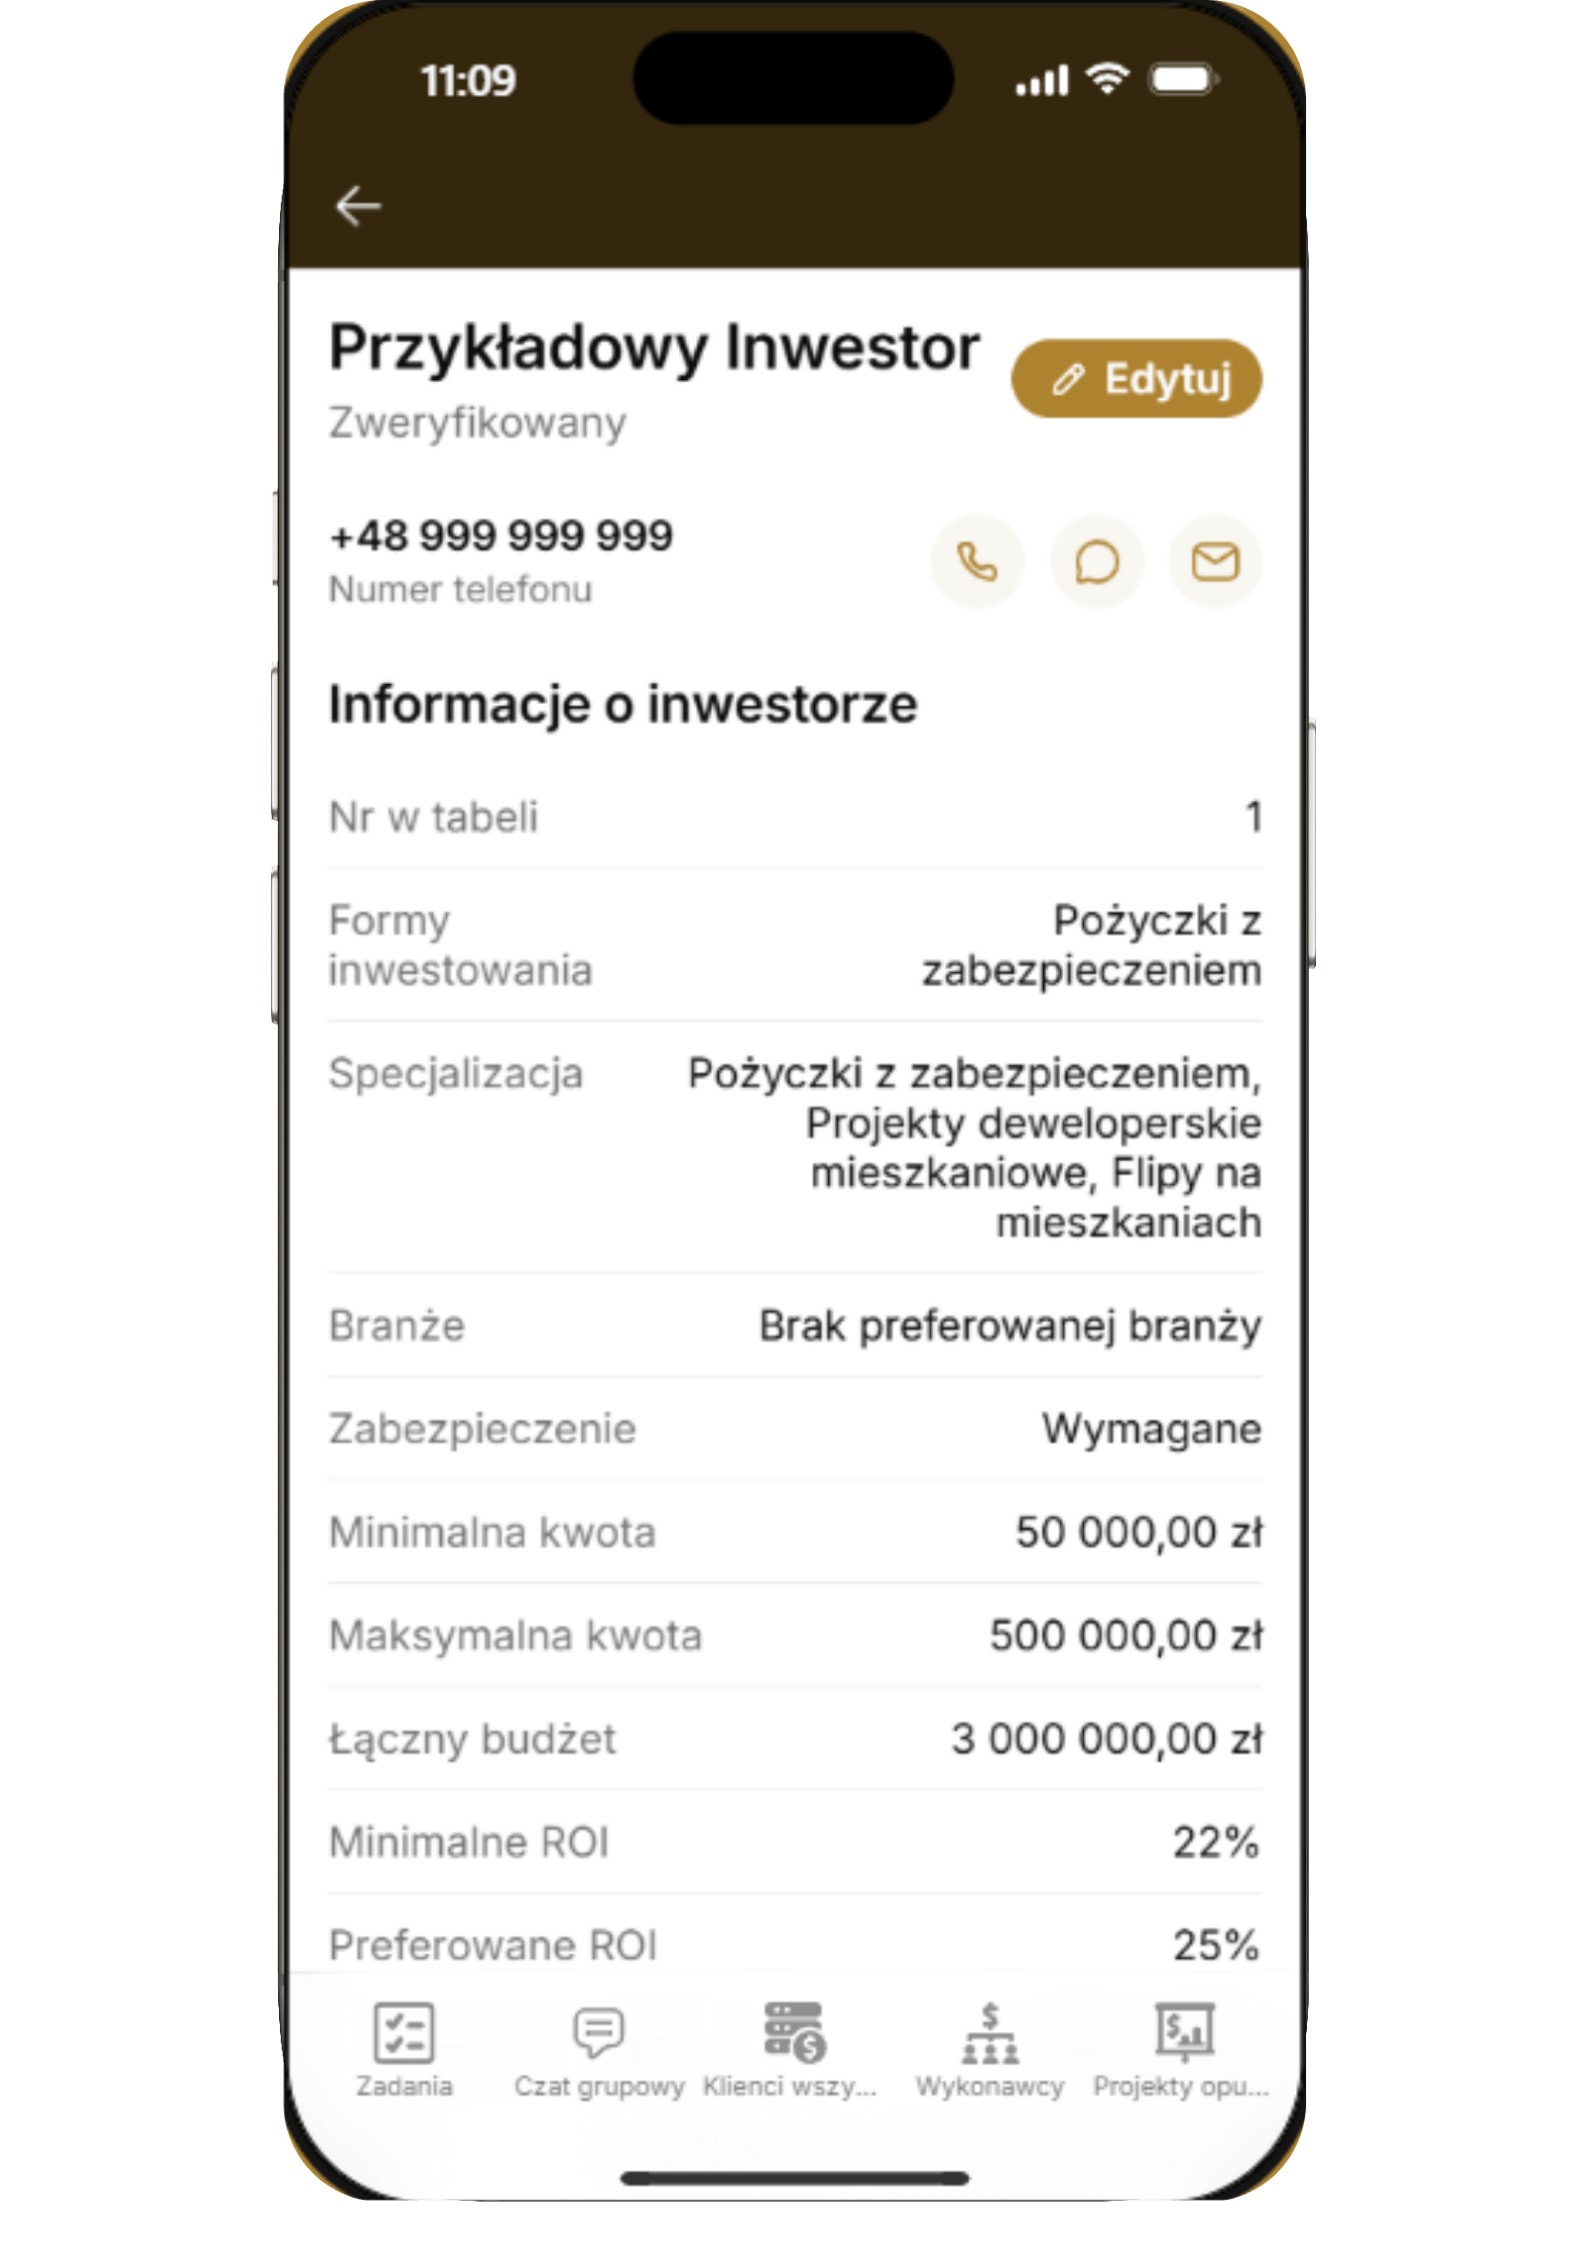 11:09
Przykładowy Inwestor
Edytuj
Zweryfikowany
+48 999 999 999
Numer telefonu
Informacje o inwestorze
Nr w tabeli 1
Formy Pożyczki z
inwestowania zabezpieczeniem
Specjalizacja Pożyczki z zabezpieczeniem,
Projekty deweloperskie
mieszkaniowe, Flipy na
mieszkaniach
Branże Brak preferowanej branży
Zabezpieczenie Wymagane
Minimalna kwota 50 000,00 zł
Maksymalna kwota 500 000,00 zł
Łączny budżet 3 000 000,00 zł
Minimalne ROI 22%
Preferowane ROI 25%
Zadania Czat grupowy Klienci wszy... Wykonawcy Projekty opu...